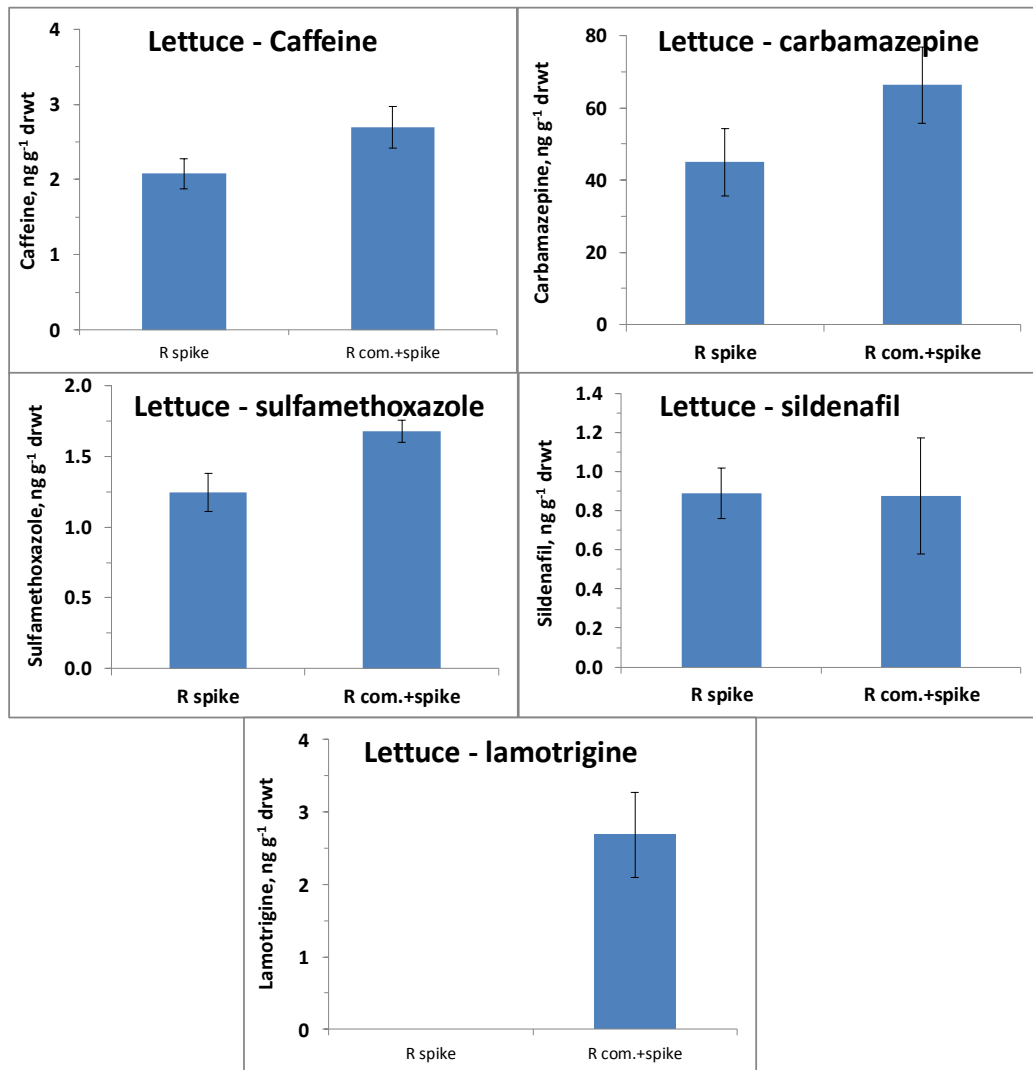 Lettuce - Caffeine
Caffeine, ng g⁻¹ drwt
4
3
2
1
0
R spike
R com.+spike
Lettuce - carbamazepine
Carbamazepine, ng g⁻¹ drwt
80
60
40
20
0
R spike
R com.+spike
Lettuce - sulfamethoxazole
Sulfamethoxazole, ng g⁻¹ drwt
2.0
1.5
1.0
0.5
0.0
R spike
R com.+spike
Lettuce - sildenafil
Sildenafil, ng g⁻¹ drwt
1.4
1.2
1.0
0.8
0.6
0.4
0.2
0.0
R spike
R com.+spike
Lettuce - lamotrigine
Lamotrigine, ng g⁻¹ drwt
4
3
2
1
0
R spike
R com.+spike